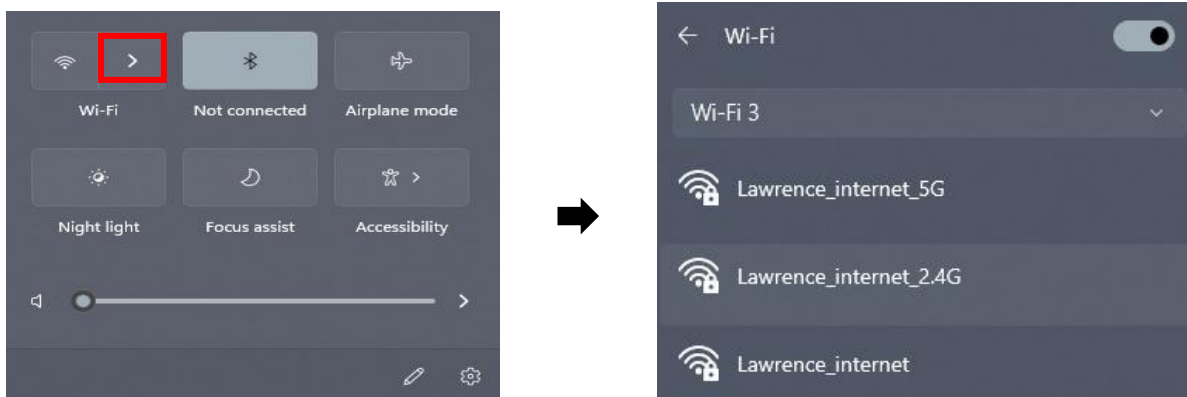 Wi-Fi
Not connected
Airplane mode
Night light
Focus assist
Accessibility
Wi-Fi
Wi-Fi 3
Lawrence_internet_5G
Lawrence_internet_2.4G
Lawrence_internet